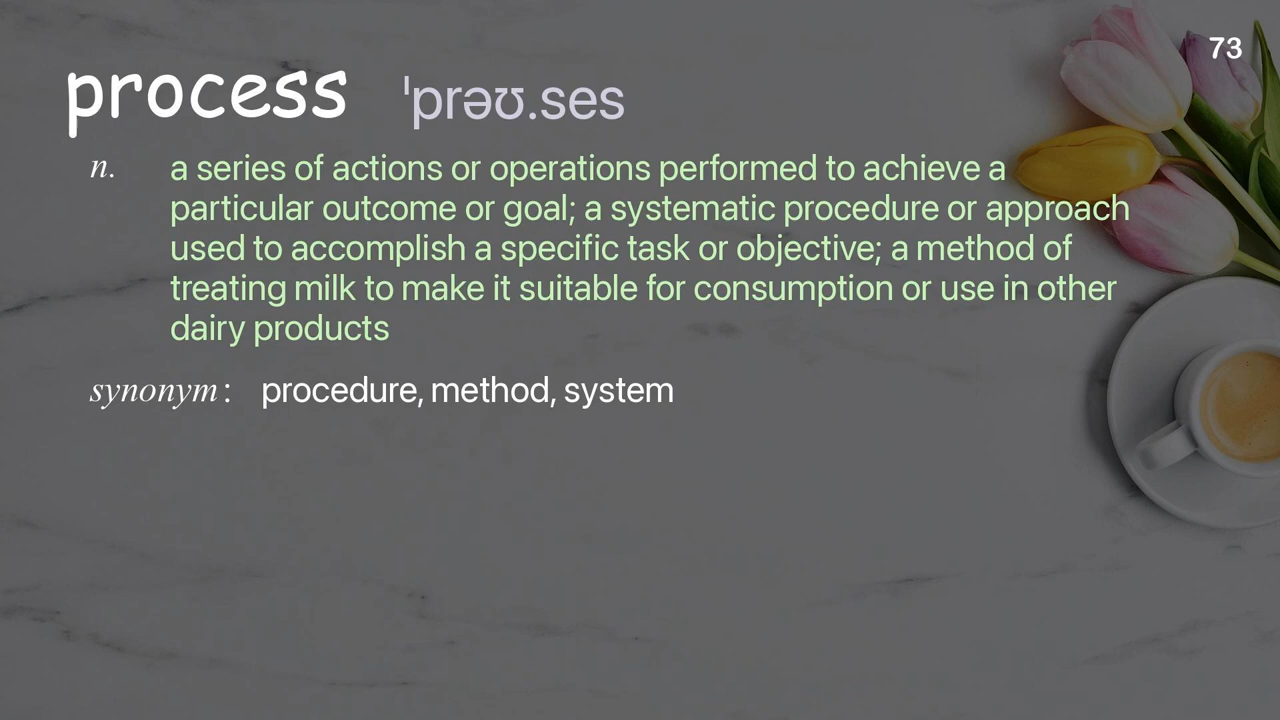 73
process ˈprəʊ.ses
n. a series of actions or operations performed to achieve a
particular outcome or goal; a systematic procedure or approach
used to accomplish a specific task or objective; a method of
treating milk to make it suitable for consumption or use in other
dairy products
synonym: procedure, method, system